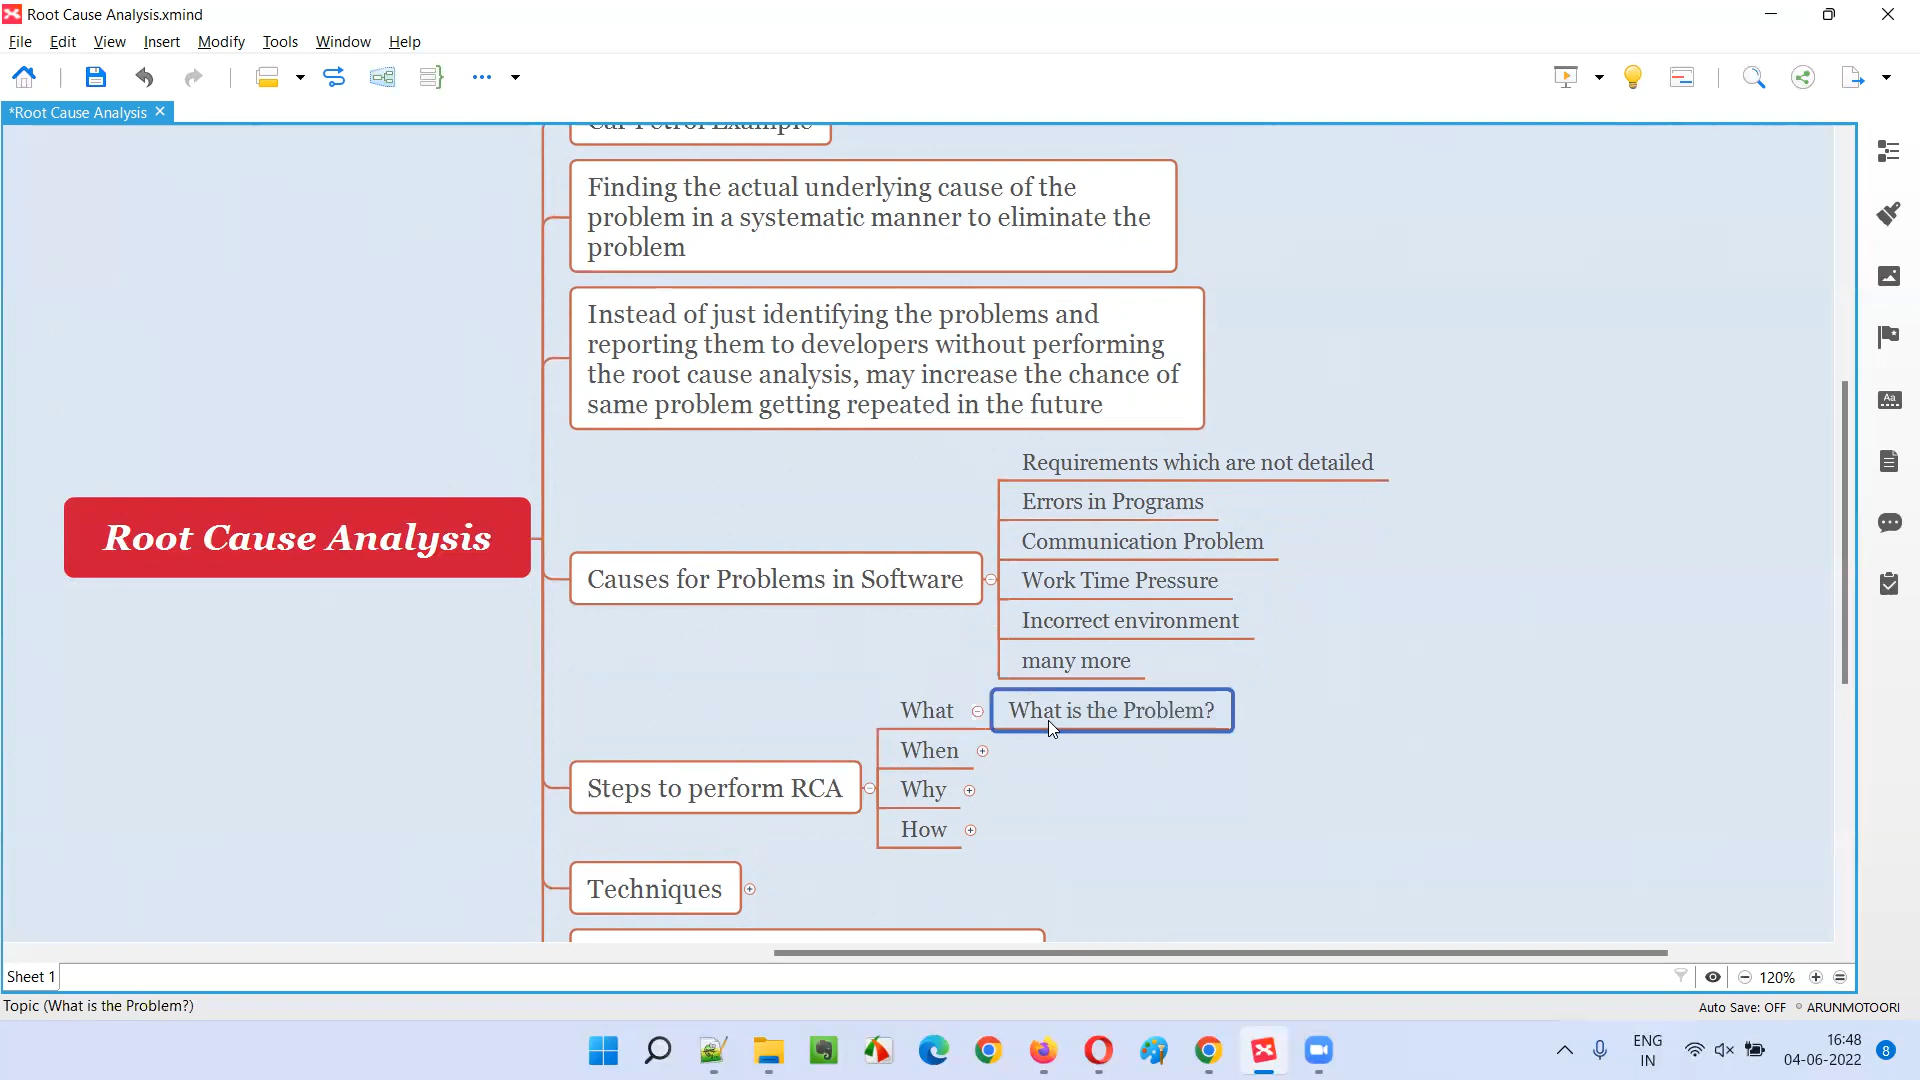 Root Cause Analysis.xmind
File Edit View Insert Modify Tools Window Help
*Root Cause Analysis
Car Petrol Example
Finding the actual underlying cause of the
problem in a systematic manner to eliminate the
problem
Instead of just identifying the problems and
reporting them to developers without performing
the root cause analysis, may increase the chance of
same problem getting repeated in the future
Root Cause Analysis
Causes for Problems in Software
Requirements which are not detailed
Errors in Programs
Communication Problem
Work Time Pressure
Incorrect environment
many more
Steps to perform RCA
What
What is the Problem?
When
Why
How
Techniques
Sheet 1
120%
Topic (What is the Problem?)
Auto Save: OFF
ARUNMOTOORI
ENG
IN
16:48
04-06-2022
8
Aa